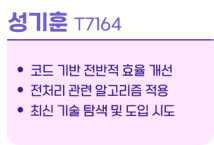 성기훈 T7164
• 코드 기반 전반적 효율 개선
• 전처리 관련 알고리즘 적용
• 최신 기술 탐색 및 도입 시도